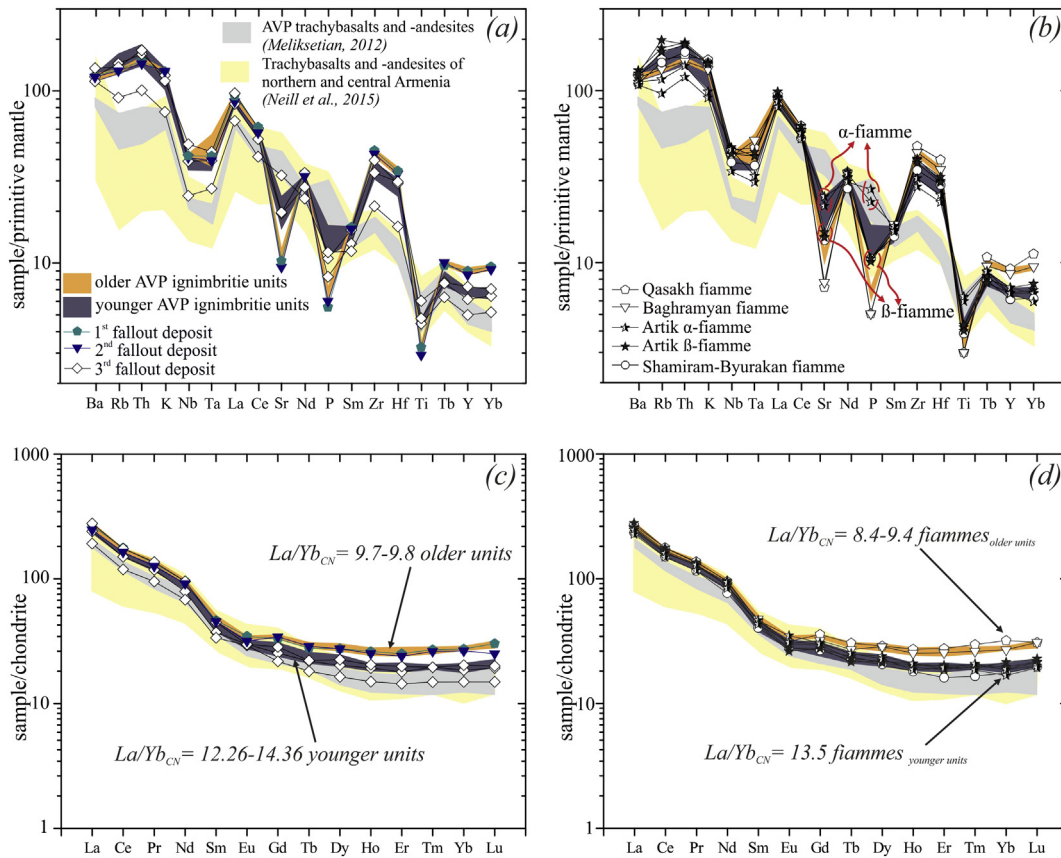 (a)
AVP trachybasalts and -andesites
(Meliksetian, 2012)
Trachybasalts and -andesites of
northern and central Armenia
(Neill et al., 2015)
sample/primitive mantle
100
10
older AVP ignimbritie units
younger AVP ignimbritie units
1st fallout deposit
2nd fallout deposit
3rd fallout deposit
Ba Rb Th K Nb Ta La Ce Sr Nd P Sm Zr Hf Ti Tb Y Yb
(b)
sample/primitive mantle
100
10
α-fiamme
ß-fiamme
Qasakh fiamme
Baghramyan fiamme
Artik α-fiamme
Artik ß-fiamme
Shamiram-Byurakan fiamme
Ba Rb Th K Nb Ta La Ce Sr Nd P Sm Zr Hf Ti Tb Y Yb
(c)
sample/chondrite
1000
100
10
1
La/YbCN= 9.7-9.8 older units
La/YbCN= 12.26-14.36 younger units
La Ce Pr Nd Sm Eu Gd Tb Dy Ho Er Tm Yb Lu
(d)
sample/chondrite
1000
100
10
1
La/YbCN= 8.4-9.4 fiammes older units
La/YbCN= 13.5 fiammes younger units
La Ce Pr Nd Sm Eu Gd Tb Dy Ho Er Tm Yb Lu